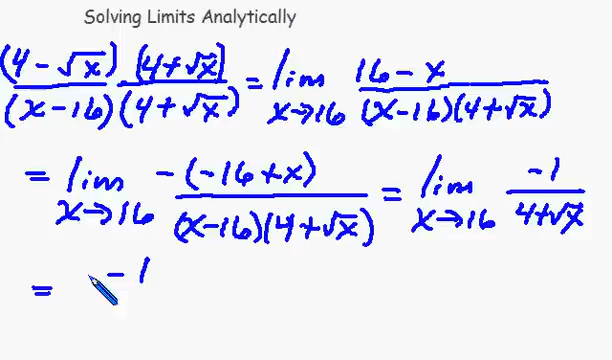 Solving Limits Analytically
(4 - √x) (4 + √x) / (x - 16)(4 + √x) = lim x→16 16 - x / (x - 16)(4 + √x)
= lim x→16 -(-16 + x) / (x - 16)(4 + √x) = lim x→16 -1 / 4 + √x
= -1